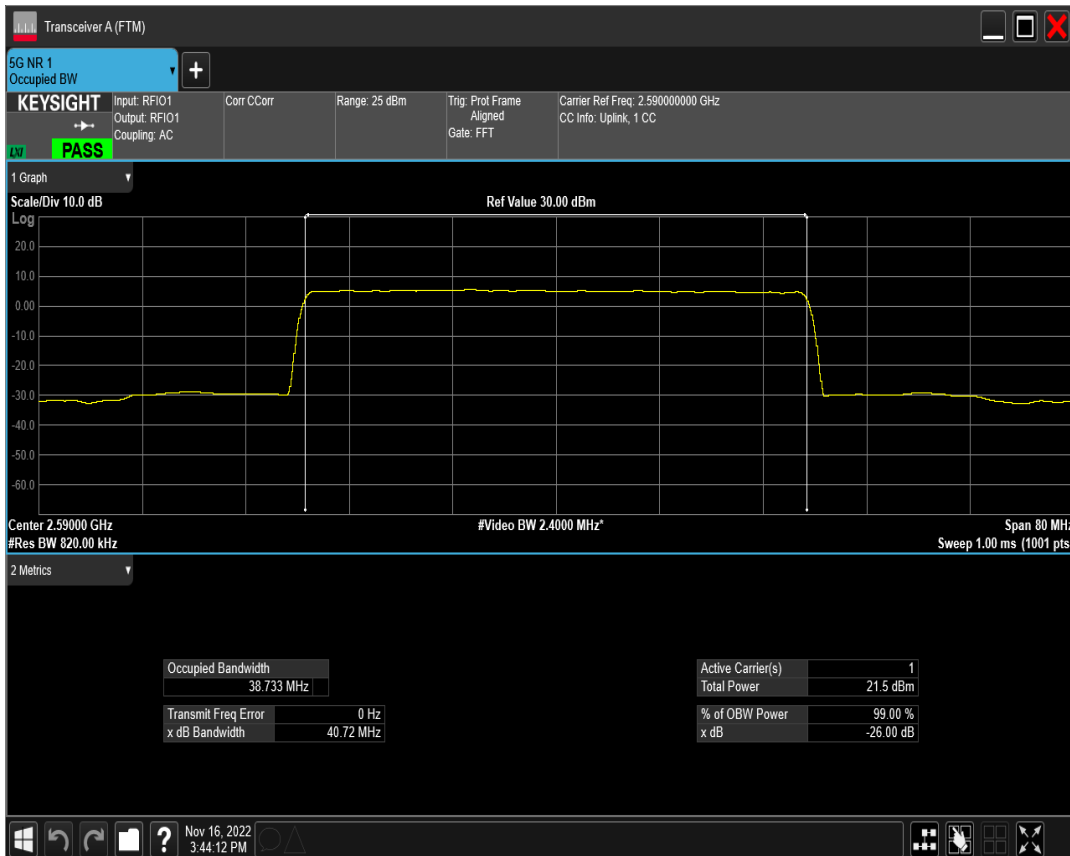 Transceiver A (FTM)
5G NR 1
Occupied BW
+
KEYSIGHT
LXI
PASS
Input: RFIO1
Output: RFIO1
Coupling: AC
Corr CCorr
Range: 25 dBm
Trig: Prot Frame
Aligned
Gate: FFT
Carrier Ref Freq: 2.590000000 GHz
CC Info: Uplink, 1 CC
1 Graph
Scale/Div 10.0 dB
Ref Value 30.00 dBm
Log
20.0
10.0
0.00
-10.0
-20.0
-30.0
-40.0
-50.0
-60.0
Center 2.59000 GHz
#Video BW 2.4000 MHz*
Span 80 MHz
#Res BW 820.00 kHz
Sweep 1.00 ms (1001 pts
2 Metrics
Occupied Bandwidth
38.733 MHz
Transmit Freq Error 0 Hz
x dB Bandwidth 40.72 MHz
Active Carrier(s) 1
Total Power 21.5 dBm
% of OBW Power 99.00 %
x dB -26.00 dB
?
Nov 16, 2022
3:44:12 PM